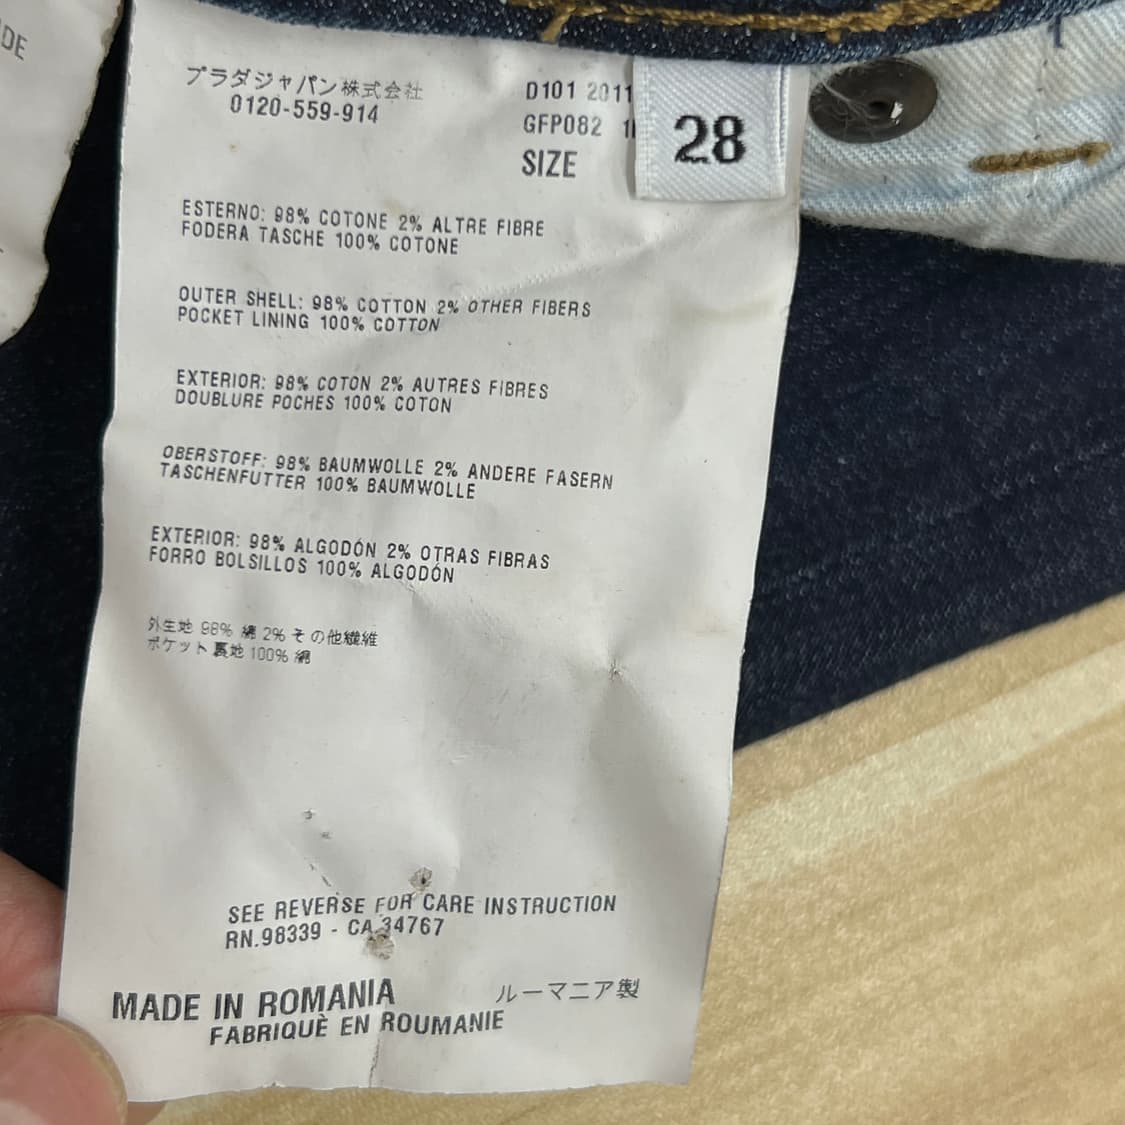 DE
プラダジャパン株式会社
0120-559-914
D101 2011
GFP082
SIZE
28
ESTERNO: 98% COTONE 2% ALTRE FIBRE
FODERA TASCHE 100% COTONE
OUTER SHELL: 98% COTTON 2% OTHER FIBERS
POCKET LINING 100% COTTON
EXTERIOR: 98% COTON 2% AUTRES FIBRES
DOUBLURE POCHES 100% COTON
OBERSTOFF: 98% BAUMWOLLE 2% ANDERE FASERN
TASCHENFUTTER 100% BAUMWOLLE
EXTERIOR: 98% ALGODÓN 2% OTRAS FIBRAS
FORRO BOLSILLOS 100% ALGODÓN
外生地 98% 綿 2% その他繊維
ポケット裏地 100% 綿
SEE REVERSE FOR CARE INSTRUCTION
RN.98339 - CA.34767
MADE IN ROMANIA ルーマニア製
FABRIQUÈ EN ROUMANIE